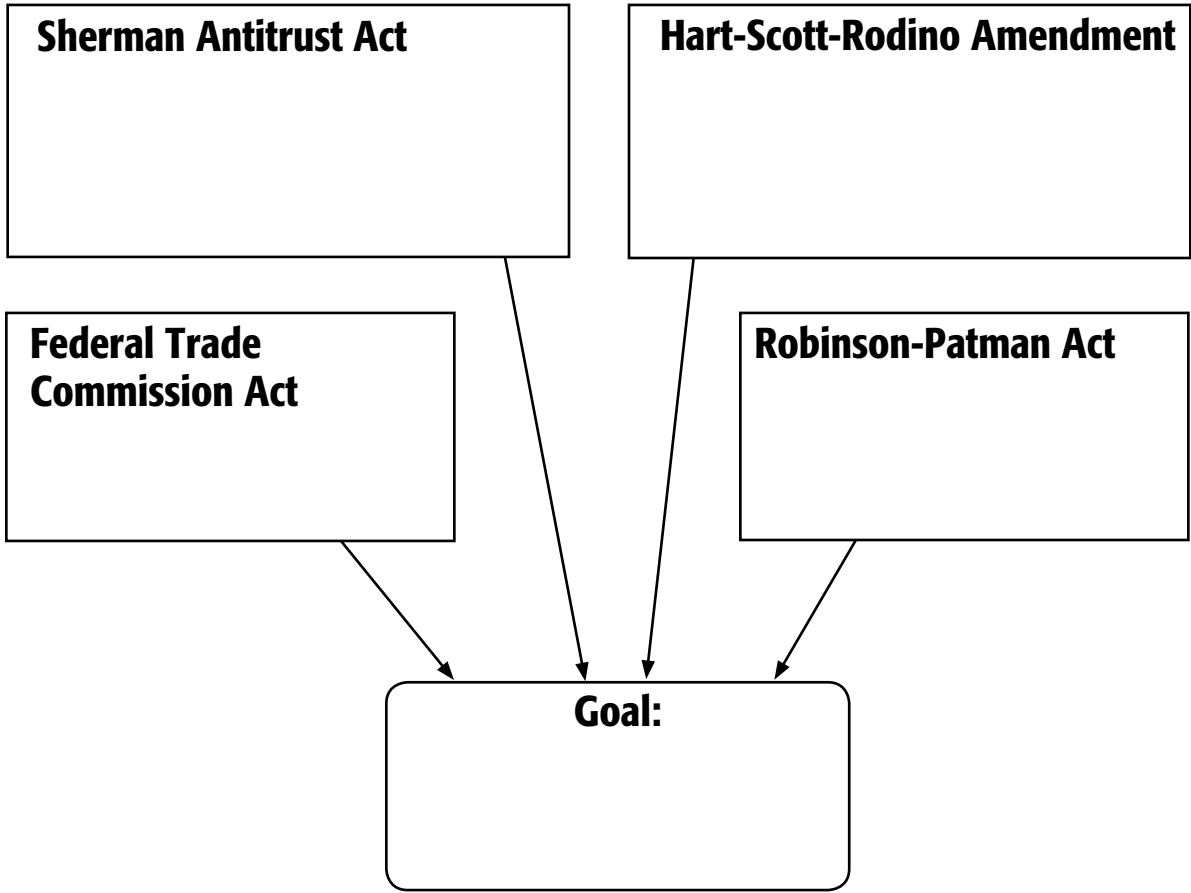 Sherman Antitrust Act
Hart-Scott-Rodino Amendment
Federal Trade
Commission Act
Robinson-Patman Act
Goal: